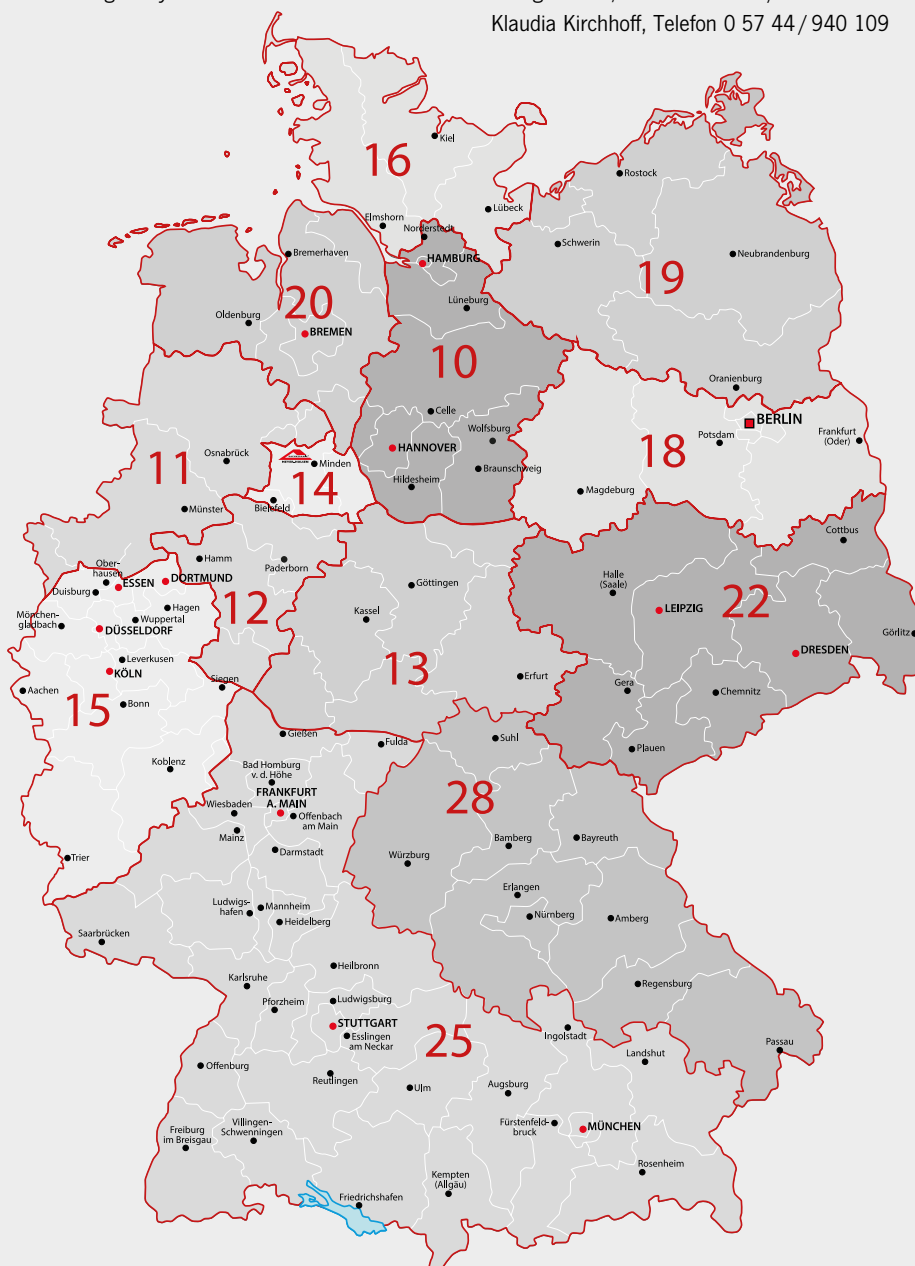 Klaudia Kirchhoff, Telefon 0 57 44 / 940 109
Kiel
16
Rostock
Lübeck
Elmshorn
Norderstedt
Schwerin
Bremerhaven
HAMBURG
Neubrandenburg
19
20
Lüneburg
Oldenburg
BREMEN
10
Oranienburg
Celle
BERLIN
Wolfsburg
Potsdam
Frankfurt
(Oder)
HANNOVER
18
Osnabrück
Minden
11
Braunschweig
14
Hildesheim
Magdeburg
Bielefeld
Münster
Cottbus
Hamm
Paderborn
Ober-
hausen
ESSEN
DORTMUND
Duisburg
Göttingen
Halle
(Saale)
22
12
LEIPZIG
Hagen
Kassel
Wuppertal
Mönchen-
gladbach
DÜSSELDORF
Görlitz
Leverkusen
DRESDEN
KÖLN
13
Siegen
Erfurt
Aachen
Gera
Chemnitz
15
Bonn
Gießen
Suhl
Fulda
Plauen
Koblenz
Bad Homburg
v. d. Höhe
FRANKFURT
A. MAIN
28
Wiesbaden
Offenbach
am Main
Mainz
Bamberg
Bayreuth
Darmstadt
Trier
Würzburg
Erlangen
Ludwigs-
hafen
Mannheim
Heidelberg
Nürnberg
Amberg
Saarbrücken
Heilbronn
Karlsruhe
Regensburg
Pforzheim
Ludwigsburg
STUTTGART
25
Esslingen
am Neckar
Ingolstadt
Passau
Landshut
Offenburg
Reutlingen
Ulm
Augsburg
Fürstenfeld-
bruck
MÜNCHEN
Freiburg
im Breisgau
Villingen-
Schwenningen
Rosenheim
Kempten
(Allgäu)
Friedrichshafen